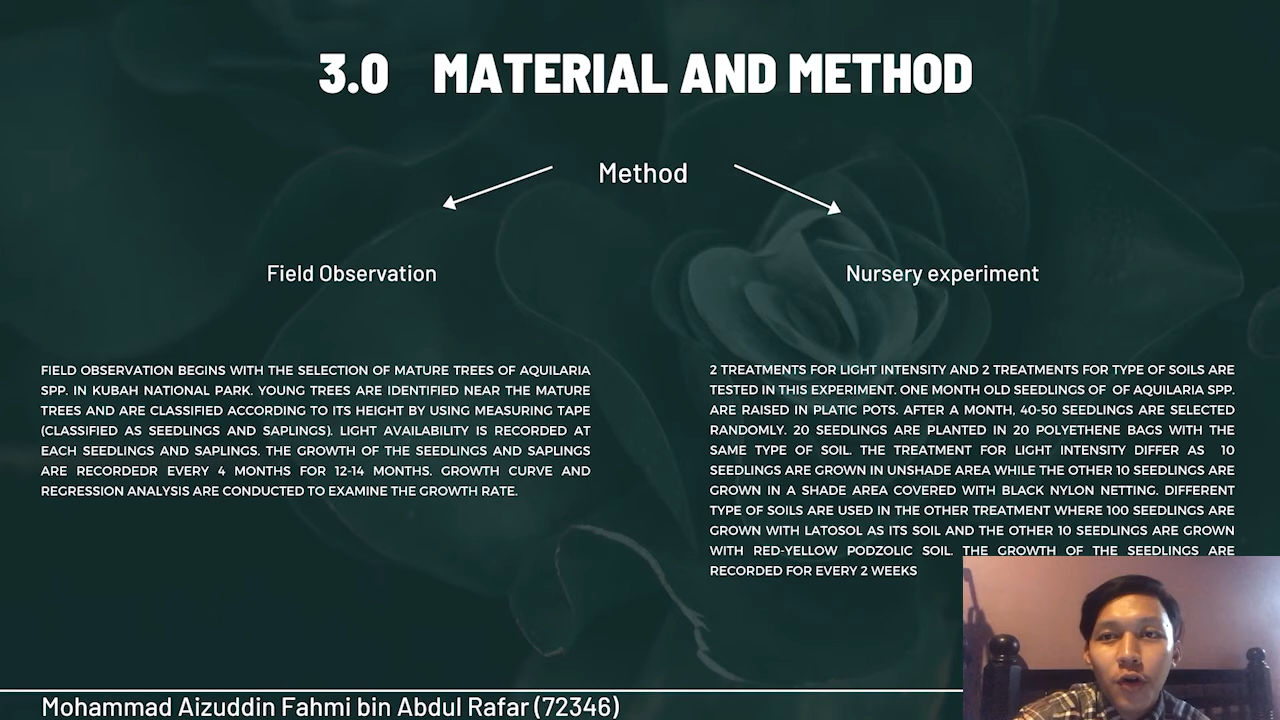 3.0 MATERIAL AND METHOD
Method
Field Observation
Nursery experiment
FIELD OBSERVATION BEGINS WITH THE SELECTION OF MATURE TREES OF AQUILARIA
SPP. IN KUBAH NATIONAL PARK. YOUNG TREES ARE IDENTIFIED NEAR THE MATURE
TREES AND ARE CLASSIFIED ACCORDING TO ITS HEIGHT BY USING MEASURING TAPE
(CLASSIFIED AS SEEDLINGS AND SAPLINGS). LIGHT AVAILABILITY IS RECORDED AT
EACH SEEDLINGS AND SAPLINGS. THE GROWTH OF THE SEEDLINGS AND SAPLINGS
ARE RECORDEDR EVERY 4 MONTHS FOR 12-14 MONTHS. GROWTH CURVE AND
REGRESSION ANALYSIS ARE CONDUCTED TO EXAMINE THE GROWTH RATE.
2 TREATMENTS FOR LIGHT INTENSITY AND 2 TREATMENTS FOR TYPE OF SOILS ARE
TESTED IN THIS EXPERIMENT. ONE MONTH OLD SEEDLINGS OF OF AQUILARIA SPP.
ARE RAISED IN PLATIC POTS. AFTER A MONTH, 40-50 SEEDLINGS ARE SELECTED
RANDOMLY. 20 SEEDLINGS ARE PLANTED IN 20 POLYETHENE BAGS WITH THE
SAME TYPE OF SOIL. THE TREATMENT FOR LIGHT INTENSITY DIFFER AS 10
SEEDLINGS ARE GROWN IN UNSHADE AREA WHILE THE OTHER 10 SEEDLINGS ARE
GROWN IN A SHADE AREA COVERED WITH BLACK NYLON NETTING. DIFFERENT
TYPE OF SOILS ARE USED IN THE OTHER TREATMENT WHERE 100 SEEDLINGS ARE
GROWN WITH LATOSOL AS ITS SOIL AND THE OTHER 10 SEEDLINGS ARE GROWN
WITH RED-YELLOW PODZOLIC SOIL. THE GROWTH OF THE SEEDLINGS ARE
RECORDED FOR EVERY 2 WEEKS
Mohammad Aizuddin Fahmi bin Abdul Rafar (72346)